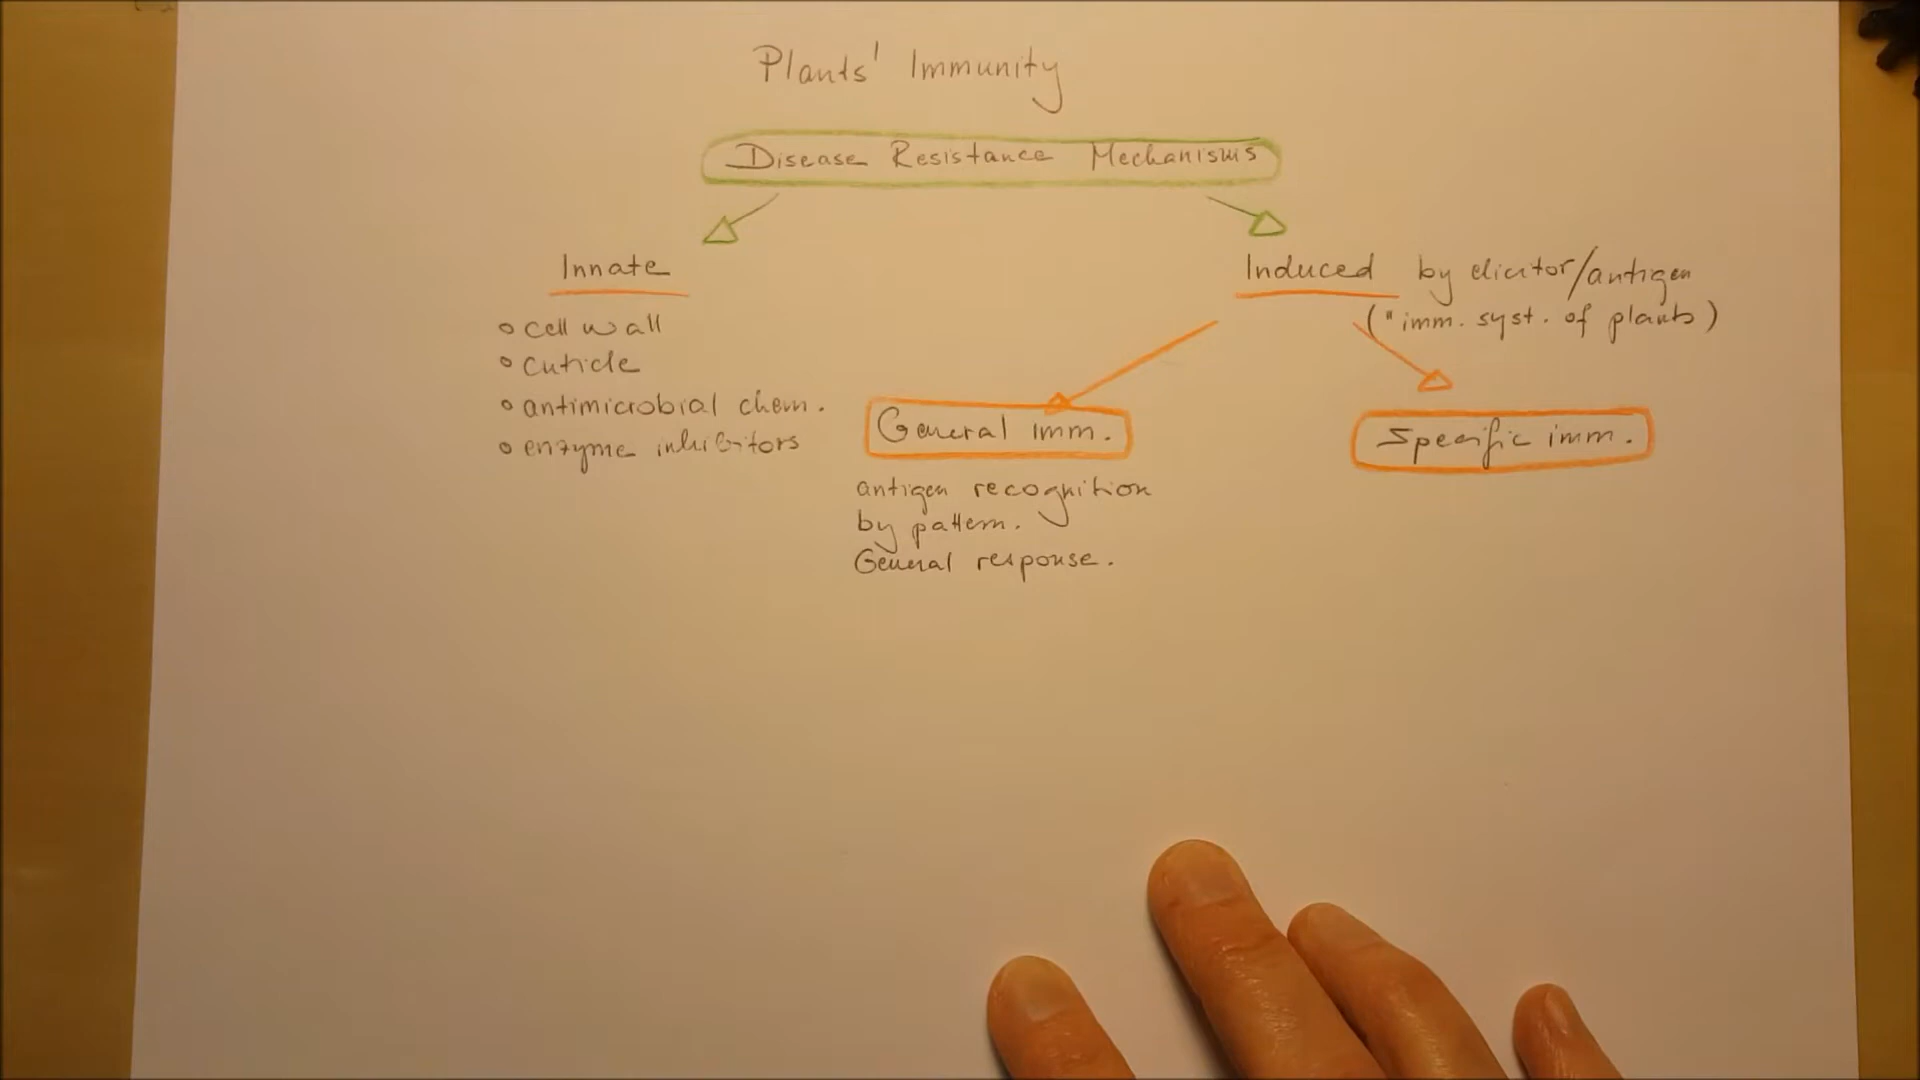 Plants' Immunity
Disease Resistance Mechanisms
Innate
o cell wall
o cuticle
o antimicrobial chem.
o enzyme inhibitors
Induced by elicitor/antigen
(" imm. syst. of plants)
General imm.
antigen recognition
by pattern.
General response.
Specific imm.